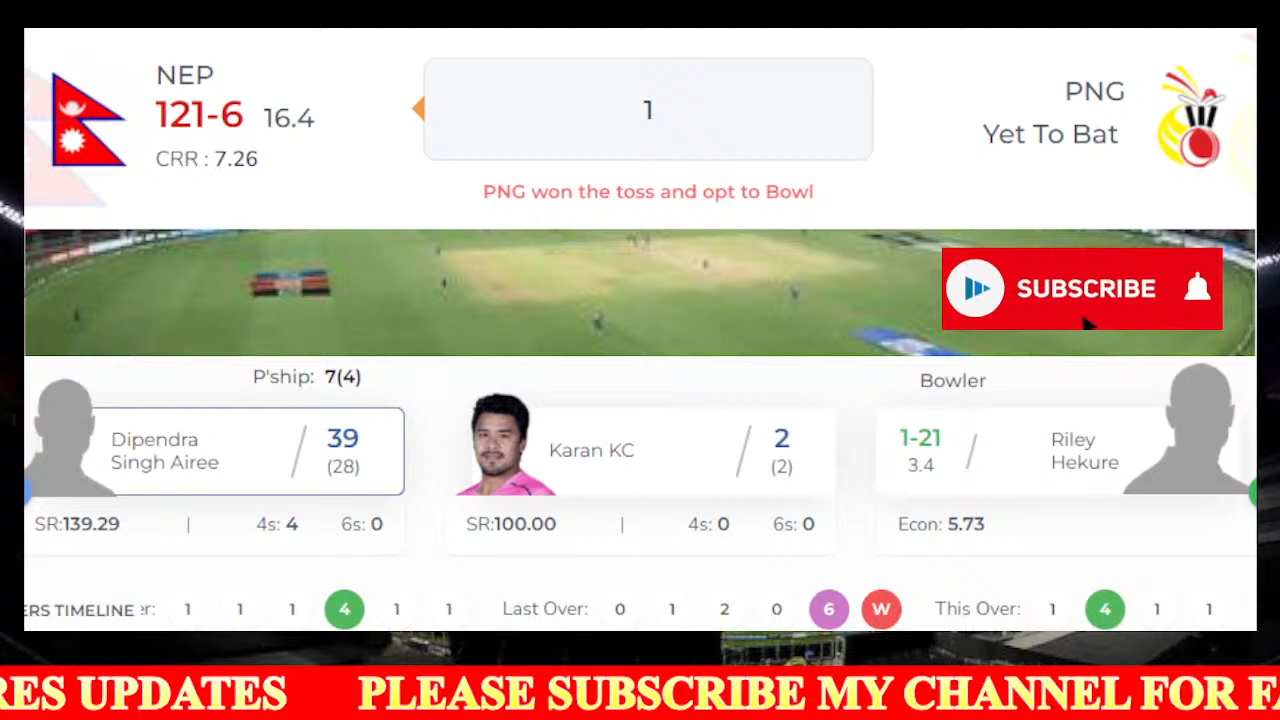 NEP
121-6 16.4
CRR : 7.26
1
PNG won the toss and opt to Bowl
PNG
Yet To Bat
SUBSCRIBE
P'ship: 7(4)
Bowler
Dipendra
Singh Airee
39
(28)
Karan KC
2
(2)
1-21
3.4
Riley
Hekure
SR:139.29 | 4s: 4 6s: 0
SR:100.00 | 4s: 0 6s: 0
Econ: 5.73
ERS TIMELINE er: 1 1 1 4 1 1 Last Over: 0 1 2 0 6 W This Over: 1 4 1 1
RES UPDATES PLEASE SUBSCRIBE MY CHANNEL FOR FA